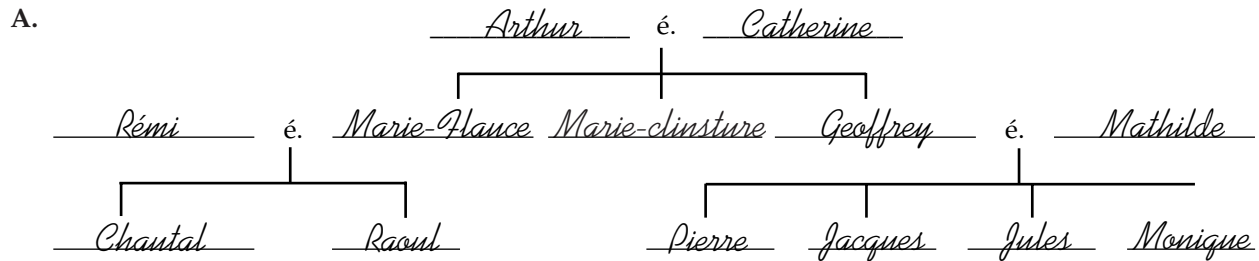 A. Arthur é. Catherine
Rémi é. Marie-Flauce Marie-clinsture Geoffrey é. Mathilde
Chautal Raoul Pierre Jacques Jules Monique